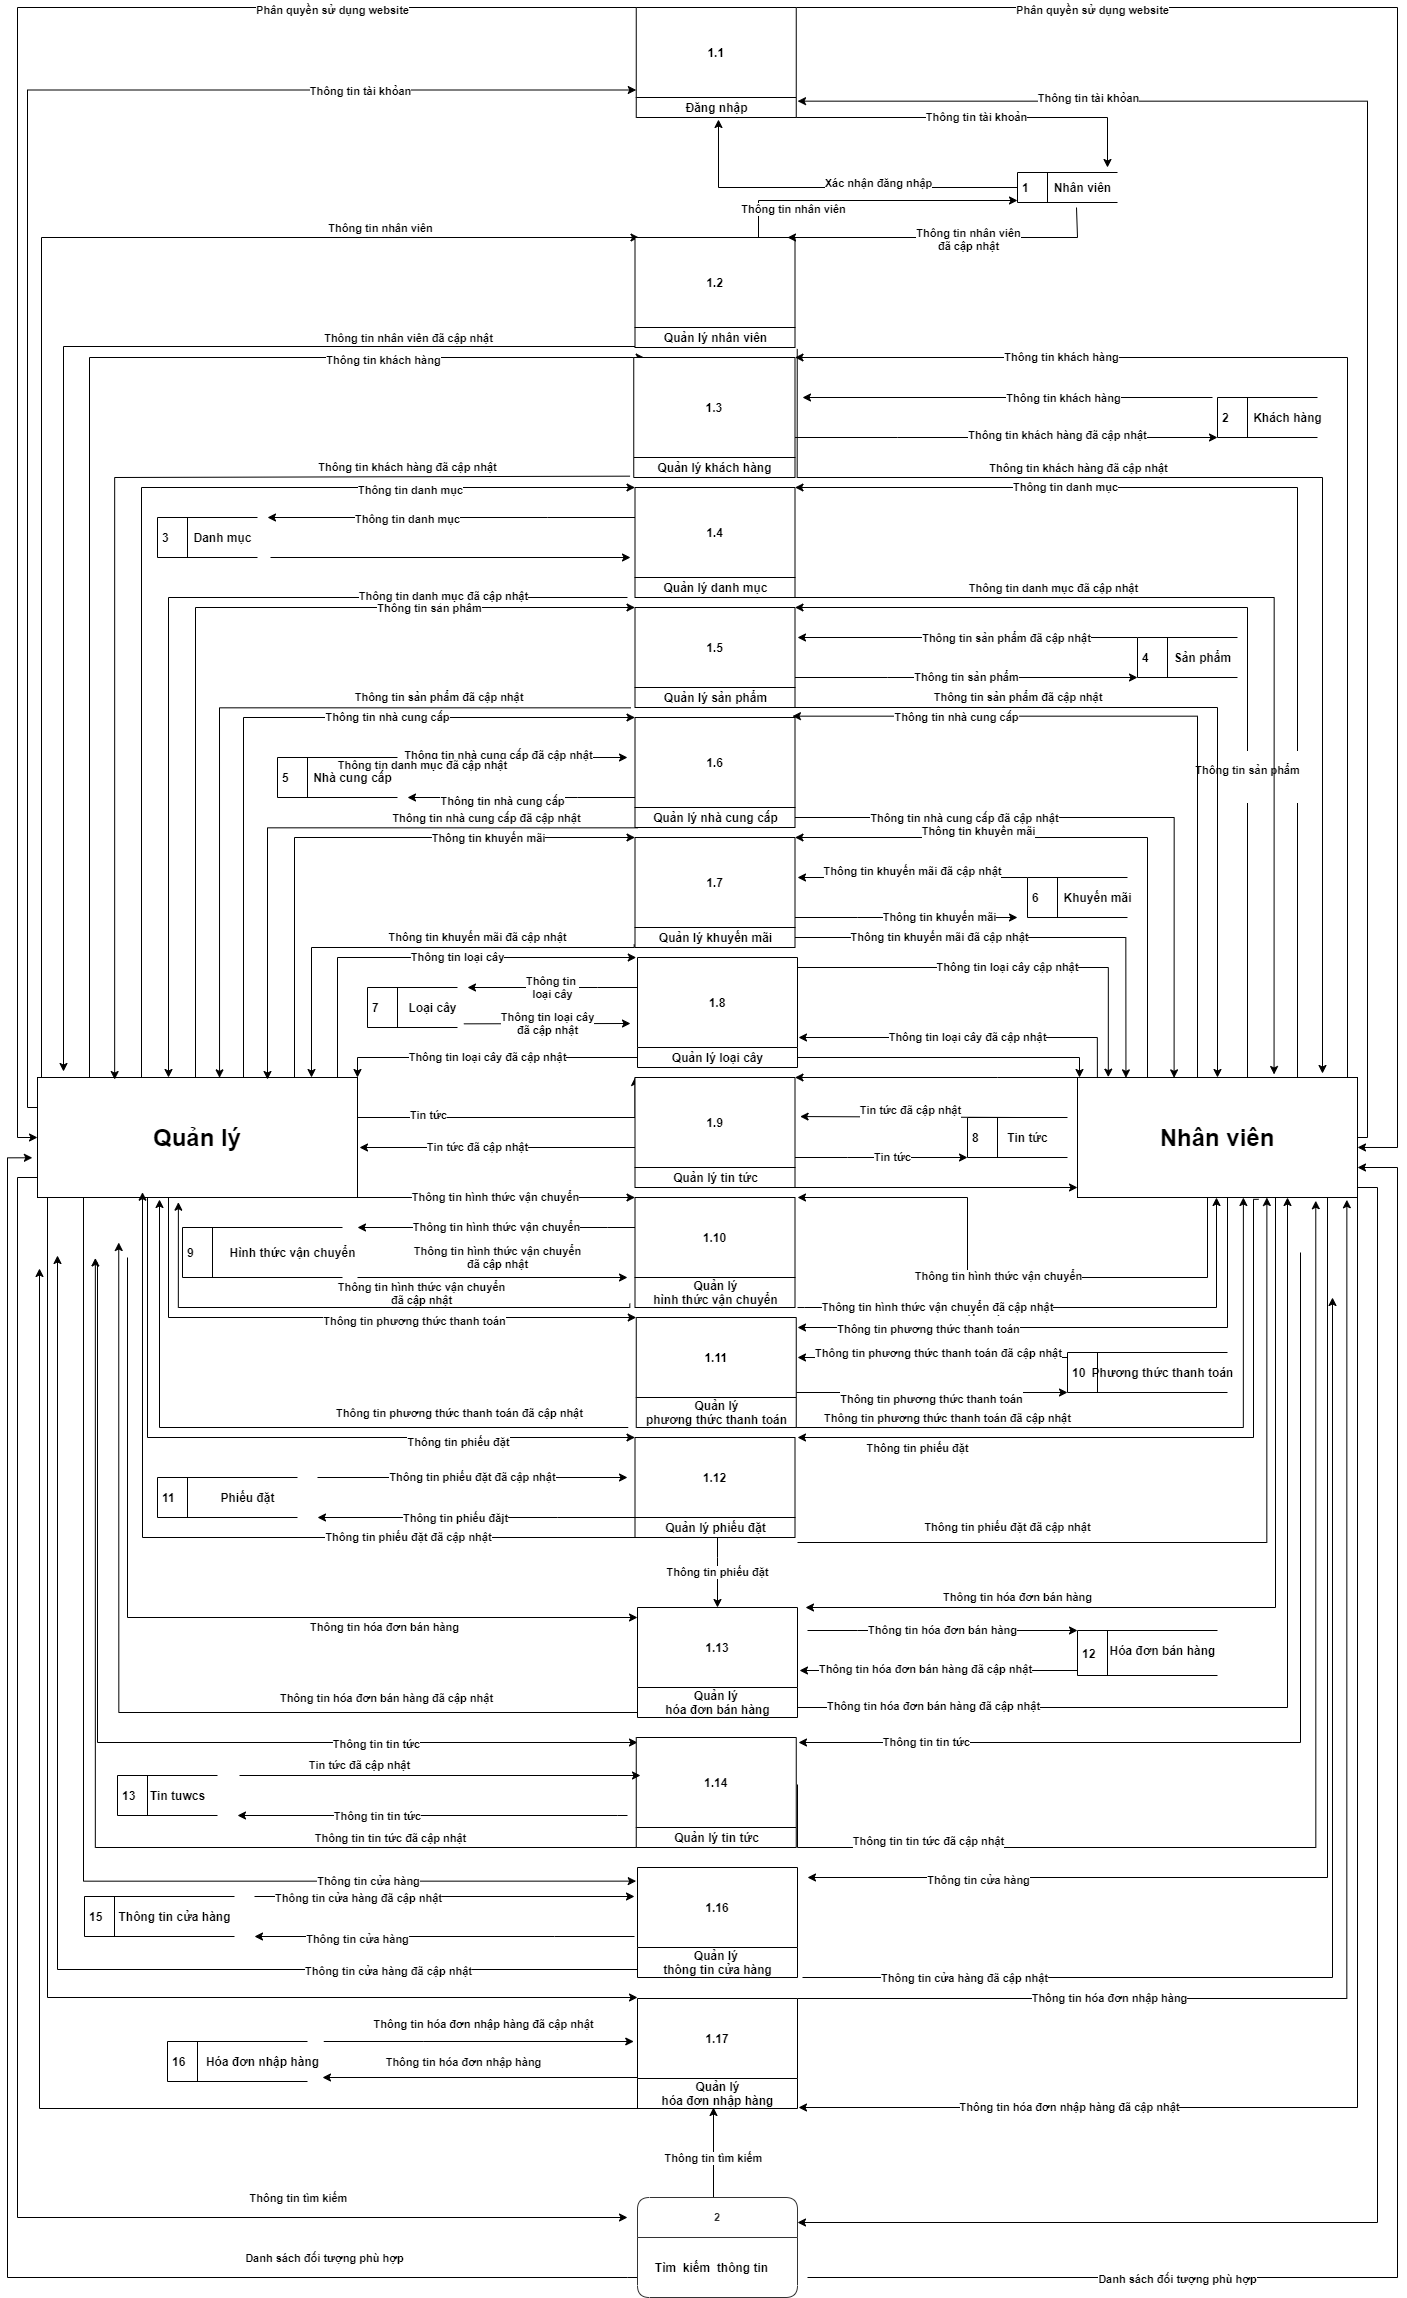 Phân quyền sử dụng website
Phân quyền sử dụng website
1.1
Thông tin tài khỏan
Thông tin tài khỏan
Đăng nhập
Thông tin tài khoản
Xác nhận đăng nhập
1
Nhân viên
Thông tin nhân viên
Thông tin nhân viên
Thông tin nhân viên
đã cập nhật
1.2
Thông tin nhân viên đã cập nhật
Quản lý nhân viên
Thông tin khách hàng
Thông tin khách hàng
Thông tin khách hàng
1.3
2
Khách hàng
Thông tin khách hàng đã cập nhật
Thông tin khách hàng đã cập nhật
Quản lý khách hàng
Thông tin khách hàng đã cập nhật
Thông tin danh mục
Thông tin danh mục
Thông tin danh mục
3
Danh mục
1.4
Quản lý danh mục
Thông tin danh mục đã cập nhật
Thông tin danh mục đã cập nhật
Thông tin sản phẩm
Thông tin sản phẩm đã cập nhật
1.5
4
Sản phẩm
Thông tin sản phẩm
Thông tin sản phẩm đã cập nhật
Quản lý sản phẩm
Thông tin sản phẩm đã cập nhật
Thông tin nhà cung cấp
Thông tin nhà cung cấp
Thông tin nhà cung cấp đã cập nhật
Thông tin danh mục đã cập nhật
1.6
Thông tin sản phẩm
5
Nhà cung cấp
Thông tin nhà cung cấp
Thông tin nhà cung cấp đã cập nhật
Quản lý nhà cung cấp
Thông tin nhà cung cấp đã cập nhật
Thông tin khuyến mãi
Thông tin khuyến mãi
Thông tin khuyến mãi đã cập nhật
1.7
6
Khuyến mãi
Thông tin khuyến mãi
Thông tin khuyến mãi đã cập nhật
Quản lý khuyến mãi
Thông tin khuyến mãi đã cập nhật
Thông tin loại cây
Thông tin loại cây cập nhật
Thông tin
loại cây
7
Loại cây
1.8
Thông tin loại cây
đã cập nhật
Thông tin loại cây đã cập nhật
Thông tin loại cây đã cập nhật
Quản lý loại cây
Tin tức
1.9
Tin tức đã cập nhật
Quản lý
8
Tin tức
Nhân viên
Tin tức đã cập nhật
Tin tức
Quản lý tin tức
Thông tin hình thức vận chuyển
Thông tin hình thức vận chuyển
9
Hình thức vận chuyển
Thông tin hình thức vận chuyển
đã cập nhật
1.10
Thông tin hình thức vận chuyển
Thông tin hình thức vận chuyển
đã cập nhật
Quản lý
hình thức vận chuyển
Thông tin hình thức vận chuyển đã cập nhật
Thông tin phương thức thanh toán
Thông tin phương thức thanh toán
1.11
Thông tin phương thức thanh toán đã cập nhật
10
Phương thức thanh toán
Thông tin phương thức thanh toán
Thông tin phương thức thanh toán đã cập nhật
Quản lý
phương thức thanh toán
Thông tin phương thức thanh toán đã cập nhật
Thông tin phiếu đặt
Thông tin phiếu đặt
Thông tin phiếu đặt đã cập nhật
1.12
11
Phiếu đặt
Thông tin phiếu đăjt
Thông tin phiếu đặt đã cập nhật
Quản lý phiếu đặt
Thông tin phiếu đặt đã cập nhật
Thông tin phiếu đặt
Thông tin hóa đơn bán hàng
Thông tin hóa đơn bán hàng
Thông tin hóa đơn bán hàng
1.13
12
Hóa đơn bán hàng
Thông tin hóa đơn bán hàng đã cập nhật
Thông tin hóa đơn bán hàng đã cập nhật
Quản lý
hóa đơn bán hàng
Thông tin hóa đơn bán hàng đã cập nhật
Thông tin tin tức
Thông tin tin tức
Tin tức đã cập nhật
1.14
13
Tin tuwcs
Thông tin tin tức
Thông tin tin tức đã cập nhật
Quản lý tin tức
Thông tin tin tức đã cập nhật
Thông tin cửa hàng
Thông tin cửa hàng
Thông tin cửa hàng đã cập nhật
1.16
15
Thông tin cửa hàng
Thông tin cửa hàng
Thông tin cửa hàng đã cập nhật
Quản lý
thông tin cửa hàng
Thông tin cửa hàng đã cập nhật
Thông tin hóa đơn nhập hàng
Thông tin hóa đơn nhập hàng đã cập nhật
1.17
16
Hóa đơn nhập hàng
Thông tin hóa đơn nhập hàng
Quản lý
hóa đơn nhập hàng
Thông tin hóa đơn nhập hàng đã cập nhật
Thông tin tìm kiếm
Thông tin tìm kiếm
2
Danh sách đối tượng phù hợp
Tìm kiếm thông tin
Danh sách đối tượng phù hợp